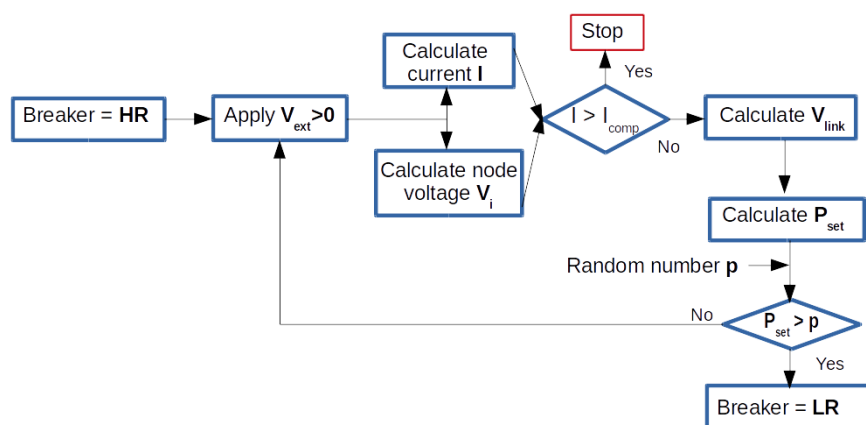 Stop
Calculate
current I
Yes
Breaker = HR
Apply V_ext>0
I > I_comp
Calculate V_link
No
Calculate node
voltage V_i
Calculate P_set
Random number p
No
P_set > p
Yes
Breaker = LR